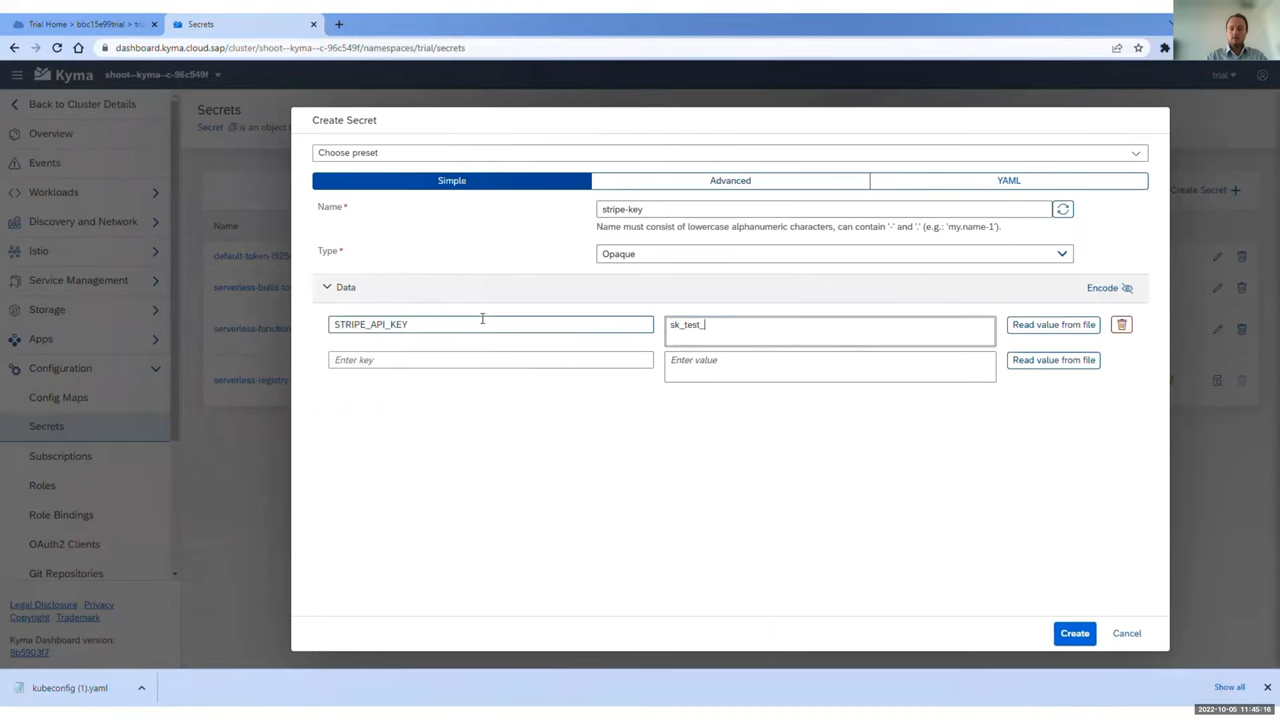 Trial Home > bbc15e99trial > tri
Secrets
dashboard.kyma.cloud.sap/cluster/shoot--kyma--c-96c549f/namespaces/trial/secrets
Kyma
shoot--kyma--c-96c549f
trial
Back to Cluster Details
Overview
Events
Workloads
Discovery and Network
Istio
Service Management
Storage
Apps
Configuration
Config Maps
Secrets
Subscriptions
Roles
Role Bindings
OAuth2 Clients
Git Repositories
Legal Disclosure Privacy
Copyright Trademark
Kyma Dashboard version:
9b5903f7
Secrets
Secret is an object t
Create Secret +
Name
default-token-l925
serverless-build-to
serverless-function
serverless-registry
Create Secret
Choose preset
Simple Advanced YAML
Name *
stripe-key
Name must consist of lowercase alphanumeric characters, can contain '-' and '.' (e.g.: 'my.name-1').
Type *
Opaque
Data
Encode
STRIPE_API_KEY
sk_test_
Read value from file
Enter key
Enter value
Read value from file
Create
Cancel
kubeconfig (1).yaml
Show all
2022-10-05 11:45:16